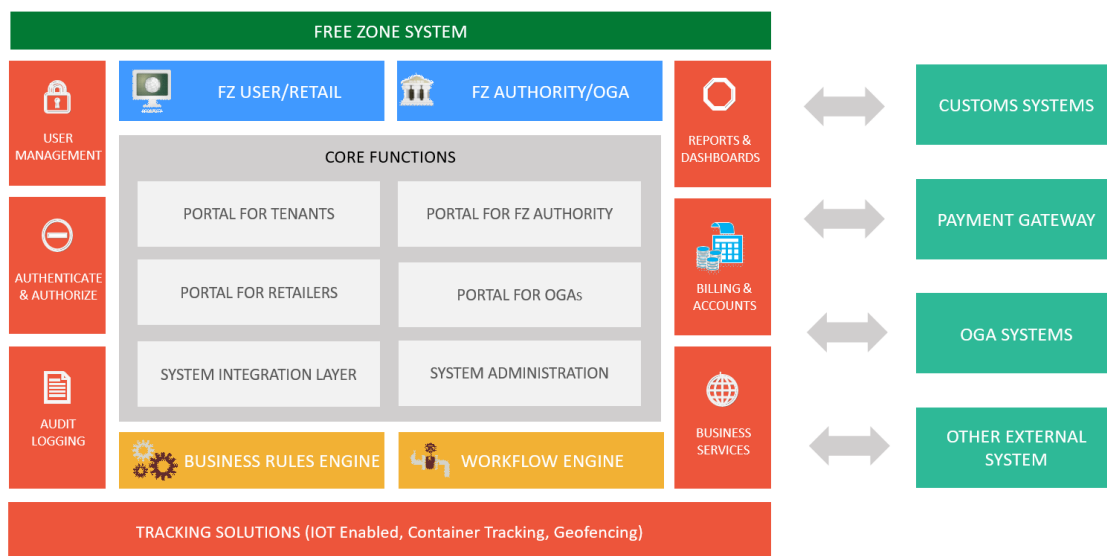 FREE ZONE SYSTEM
FZ USER/RETAIL
FZ AUTHORITY/OGA
USER
MANAGEMENT
AUTHENTICATE
& AUTHORIZE
AUDIT
LOGGING
CORE FUNCTIONS
PORTAL FOR TENANTS
PORTAL FOR FZ AUTHORITY
PORTAL FOR RETAILERS
PORTAL FOR OGAs
SYSTEM INTEGRATION LAYER
SYSTEM ADMINISTRATION
BUSINESS RULES ENGINE
WORKFLOW ENGINE
REPORTS &
DASHBOARDS
BILLING &
ACCOUNTS
BUSINESS
SERVICES
TRACKING SOLUTIONS (IOT Enabled, Container Tracking, Geofencing)
CUSTOMS SYSTEMS
PAYMENT GATEWAY
OGA SYSTEMS
OTHER EXTERNAL
SYSTEM